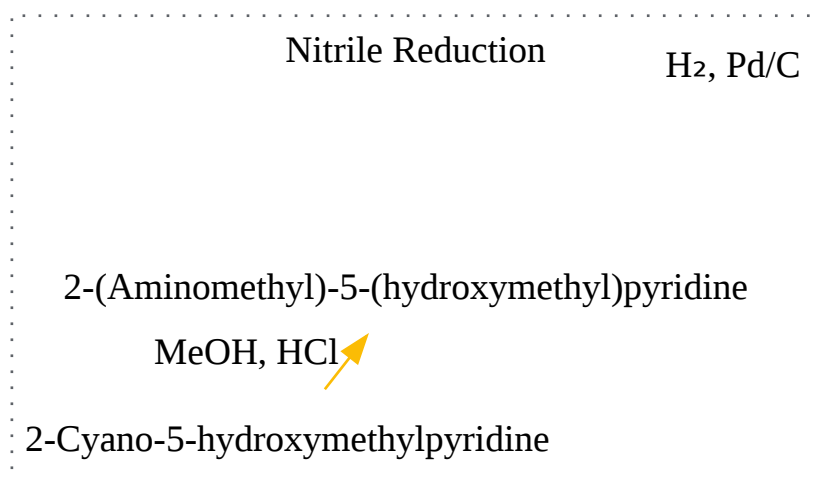 Nitrile Reduction
H₂, Pd/C
2-(Aminomethyl)-5-(hydroxymethyl)pyridine
MeOH, HCl
2-Cyano-5-hydroxymethylpyridine